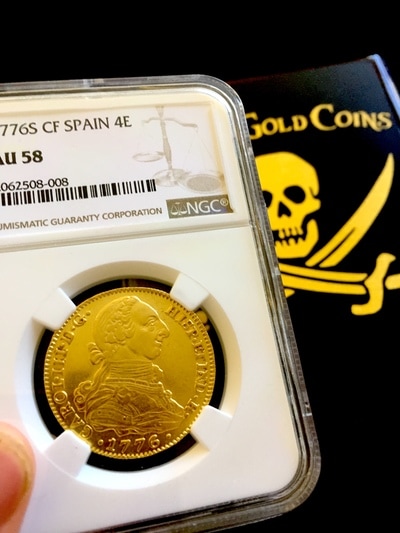 776S CF SPAIN 4E
AU 58
062508-008
NUMISMATIC GUARANTY CORPORATION
NGC®
GOLD COINS
CAROL·III·D·G· HISP·ET IND·R·
·1776·